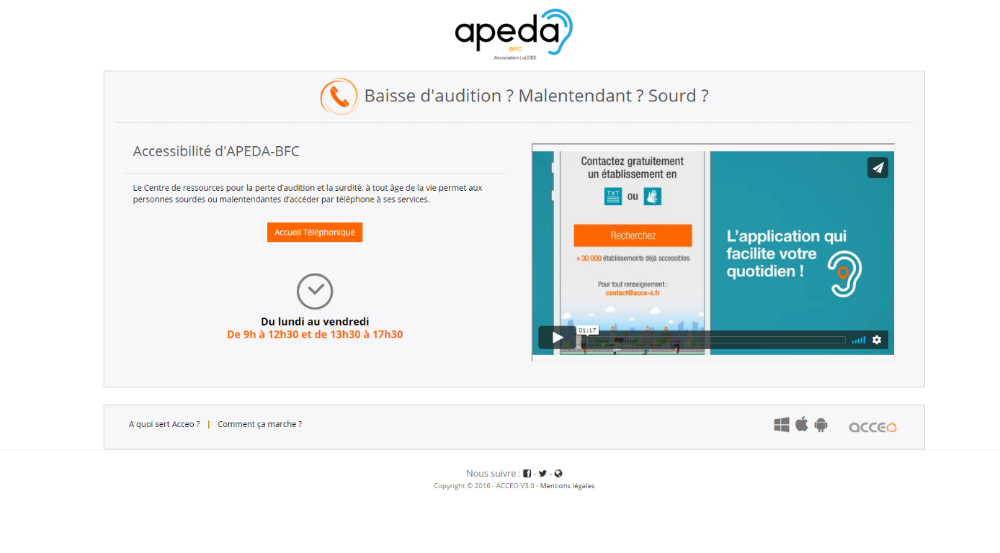 apeda
BFC
Association Loi1901
Baisse d'audition ? Malentendant ? Sourd ?
Accessibilité d'APEDA-BFC
Le Centre de ressources pour la perte d'audition et la surdité, à tout âge de la vie permet aux
personnes sourdes ou malentendantes d'accéder par téléphone à ses services.
Accueil Téléphonique
Du lundi au vendredi
De 9h à 12h30 et de 13h30 à 17h30
Contactez gratuitement
un établissement en
TXT ou
Recherchez
+ 30 000 établissements déjà accessibles
Pour tout renseignement :
contact@acce-o.fr
L'application qui
facilite votre
quotidien !
01:17
A quoi sert Acceo ? | Comment ça marche ?
acceo
Nous suivre : - -
Copyright © 2016 - ACCEO V3.0 - Mentions légales